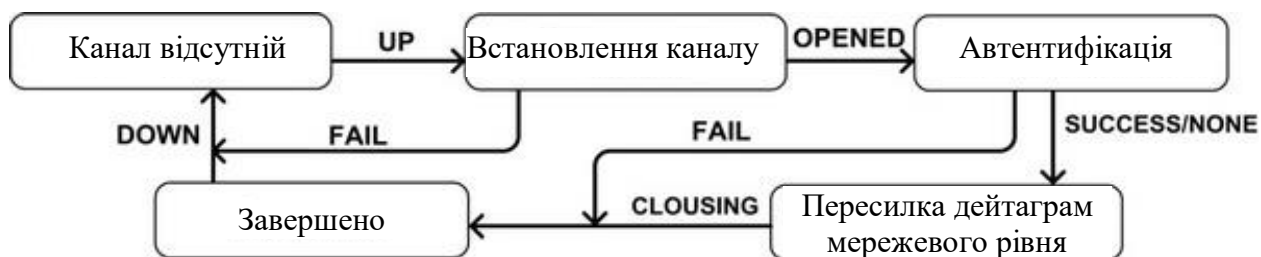 Канал відсутній
UP
Встановлення каналу
OPENED
Автентифікація
DOWN
FAIL
FAIL
SUCCESS/NONE
Завершено
CLOUSING
Пересилка дейтаграм
мережевого рівня